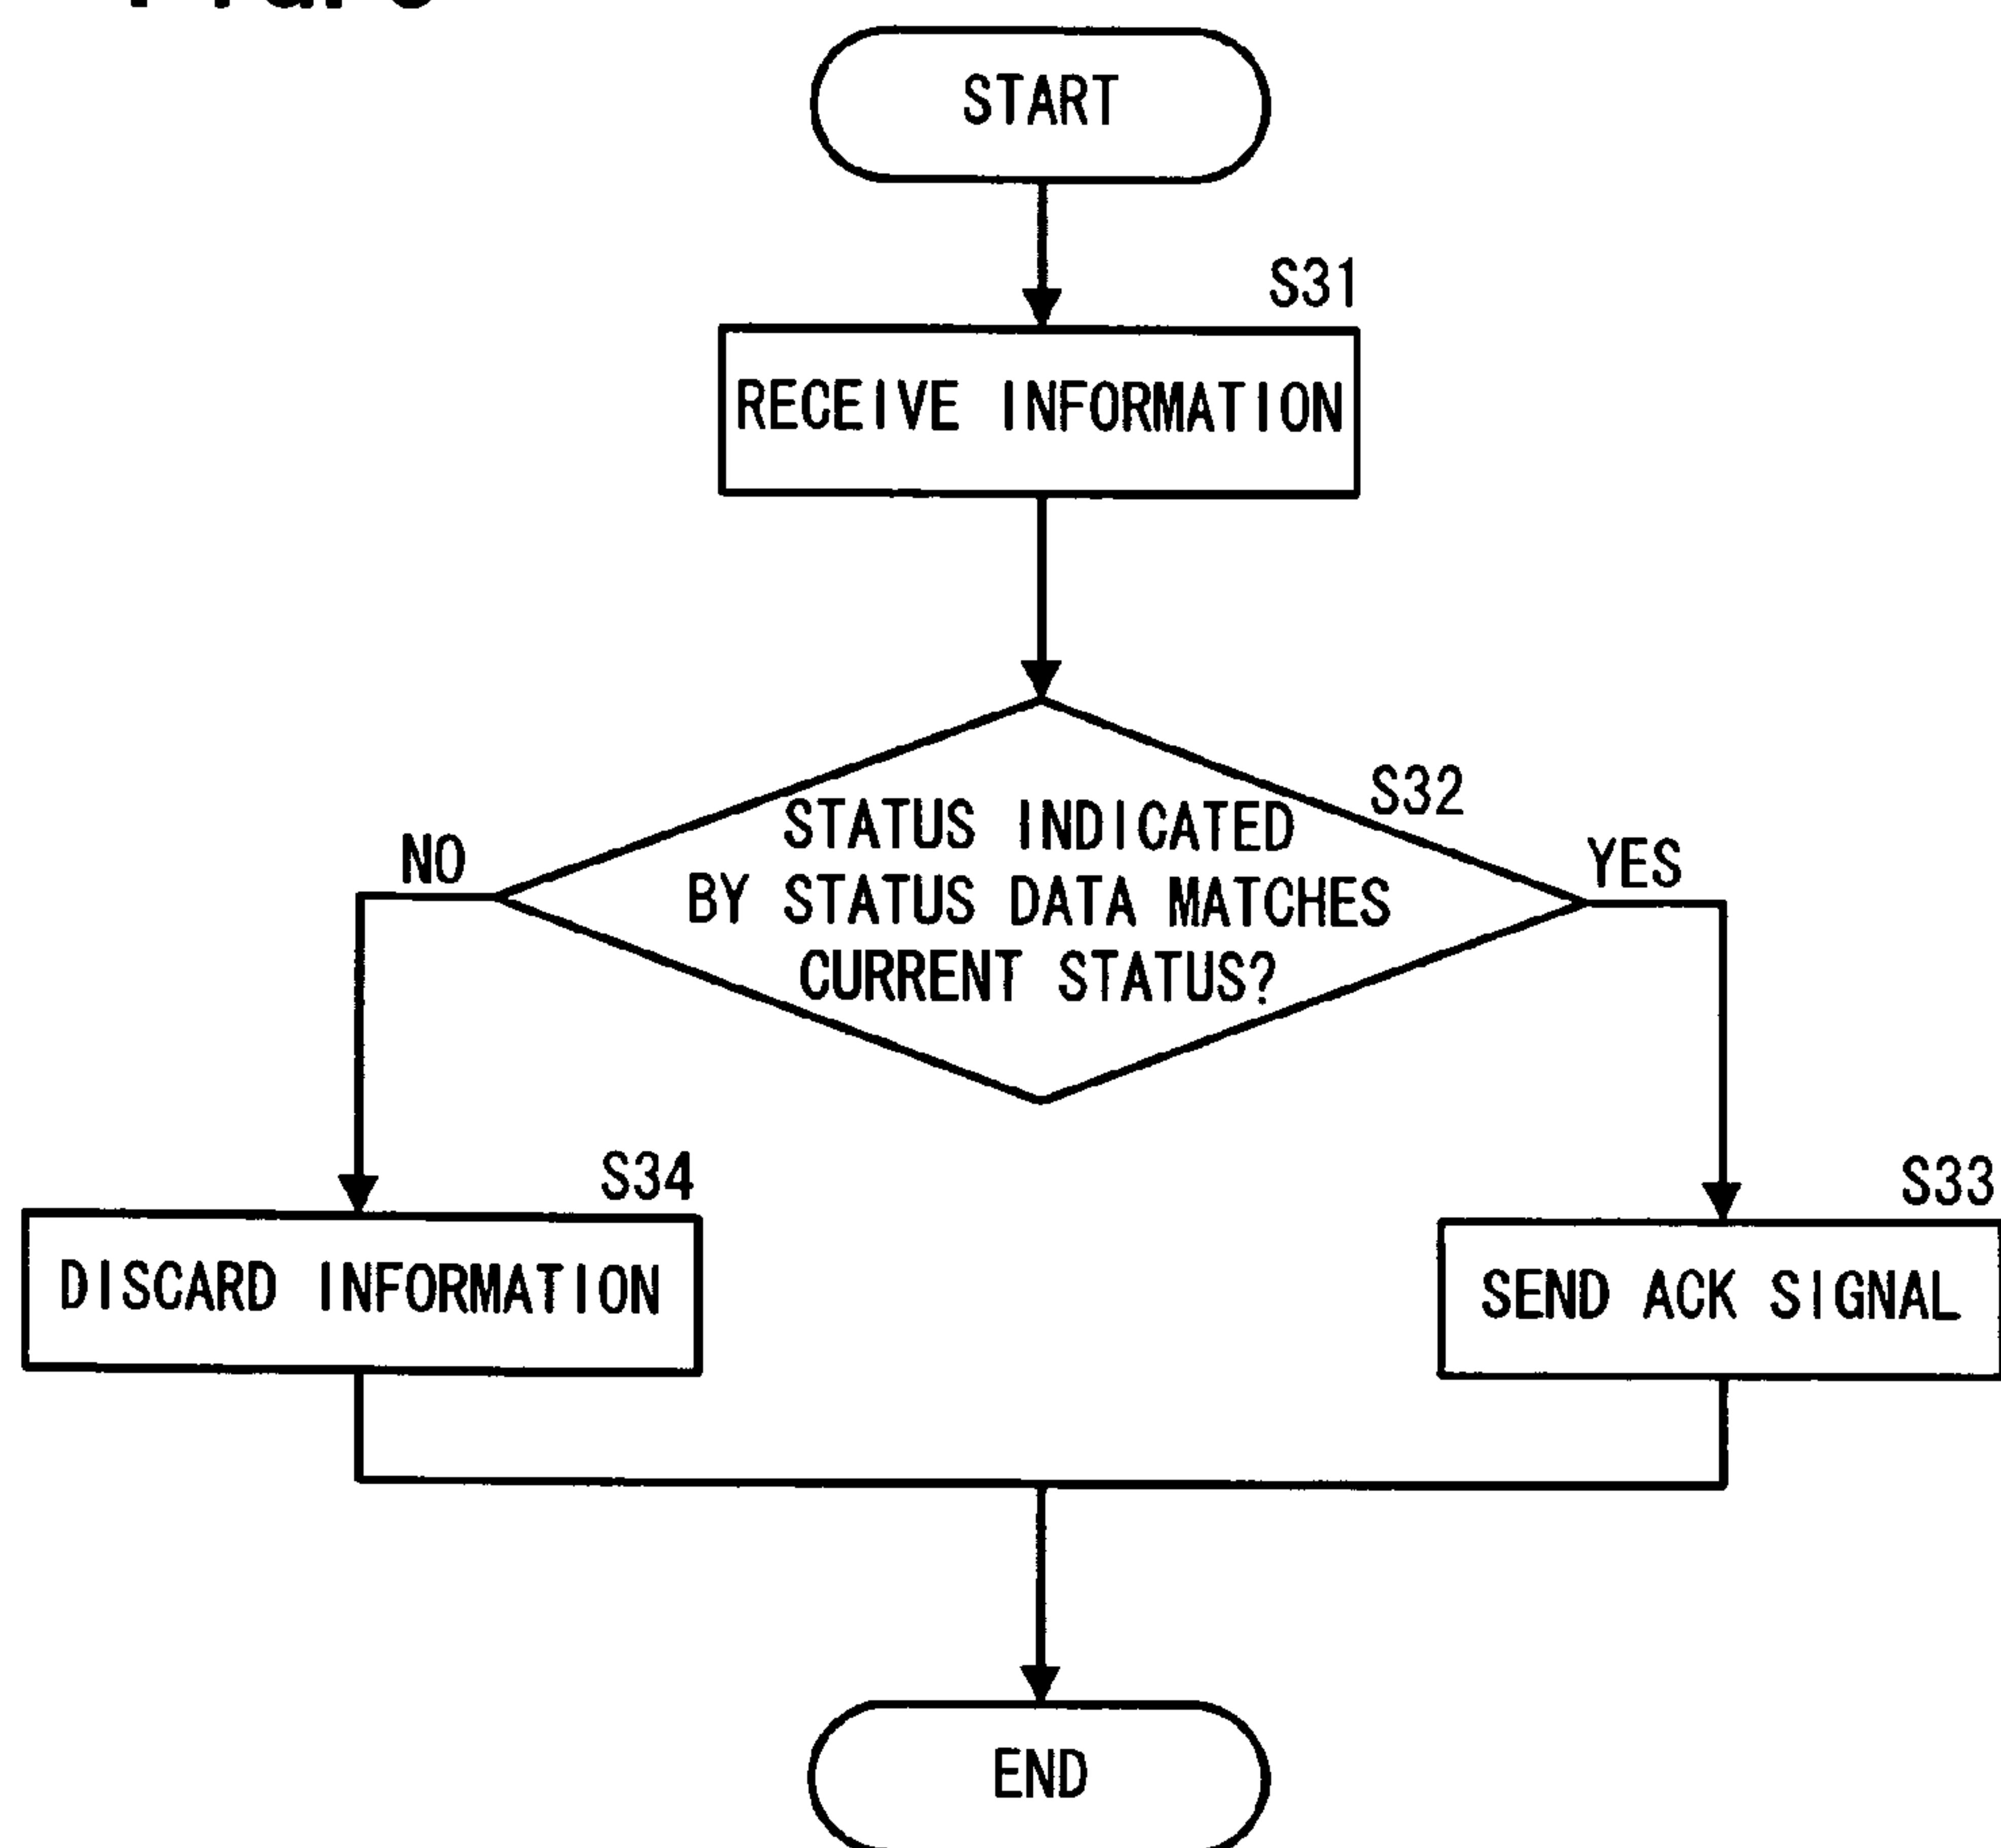 START
S31
RECEIVE INFORMATION
S32
STATUS INDICATED
BY STATUS DATA MATCHES
CURRENT STATUS?
NO
YES
S34
DISCARD INFORMATION
S33
SEND ACK SIGNAL
END